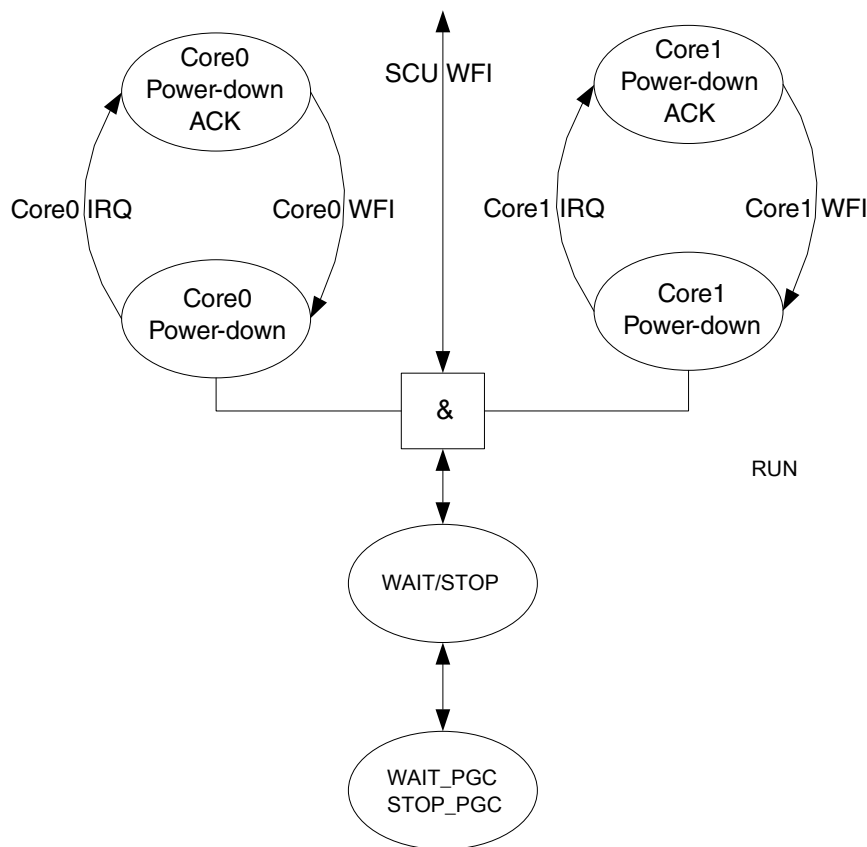 Core0
Power-down
ACK
SCU WFI
Core1
Power-down
ACK
Core0 IRQ
Core0 WFI
Core1 IRQ
Core1 WFI
Core0
Power-down
Core1
Power-down
&
RUN
WAIT/STOP
WAIT_PGC
STOP_PGC